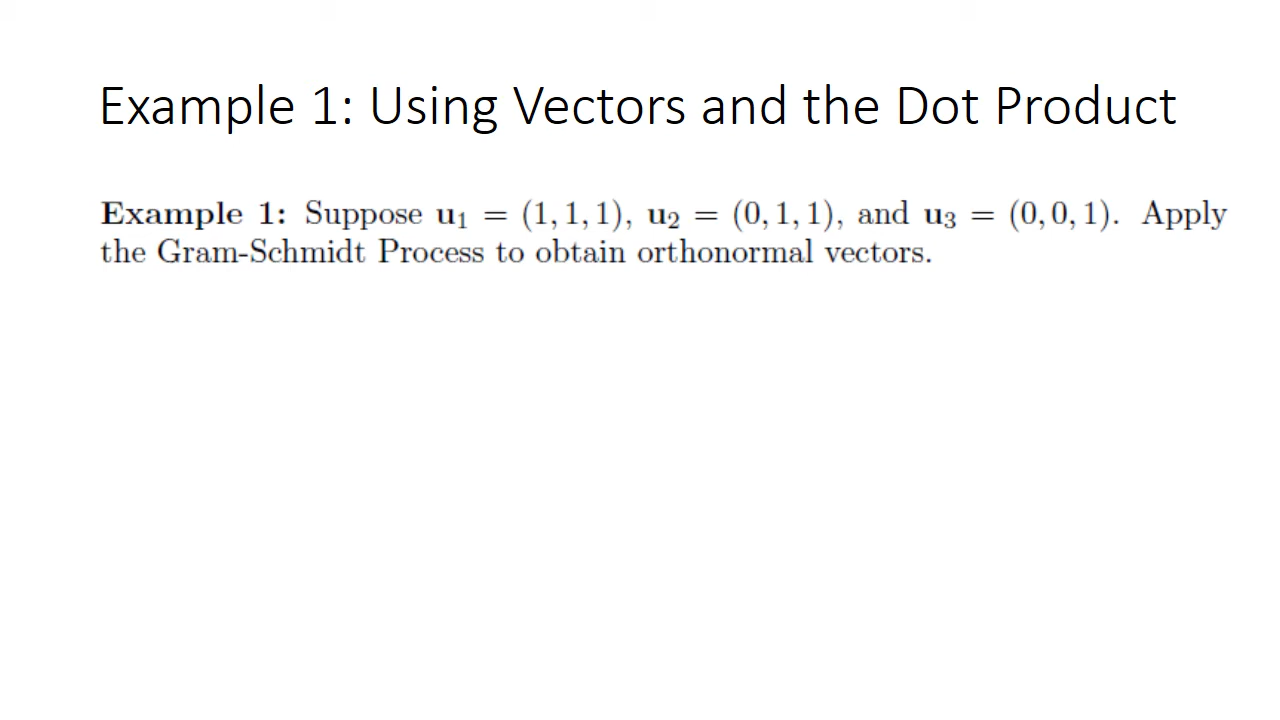 Example 1: Using Vectors and the Dot Product
Example 1: Suppose u₁ = (1, 1, 1), u₂ = (0, 1, 1), and u₃ = (0, 0, 1). Apply
the Gram-Schmidt Process to obtain orthonormal vectors.